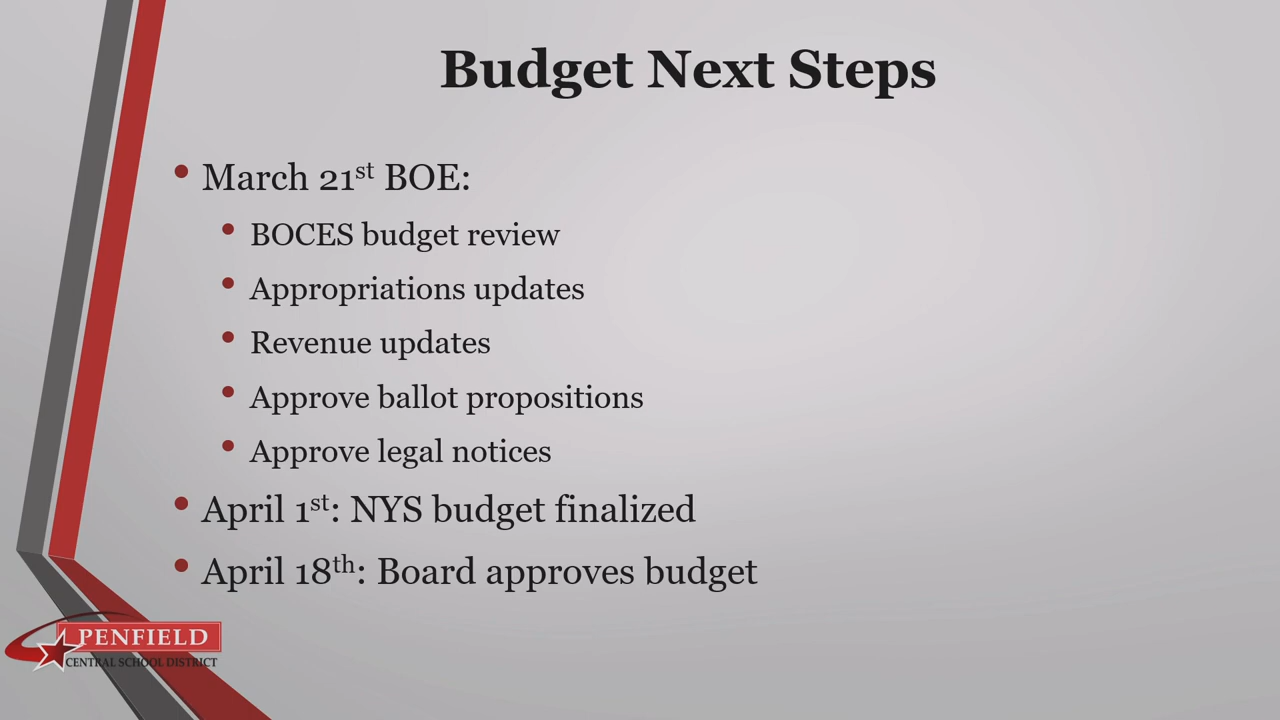 Budget Next Steps
• March 21st BOE:
• BOCES budget review
• Appropriations updates
• Revenue updates
• Approve ballot propositions
• Approve legal notices
• April 1st: NYS budget finalized
• April 18th: Board approves budget
PENFIELD
CENTRAL SCHOOL DISTRICT